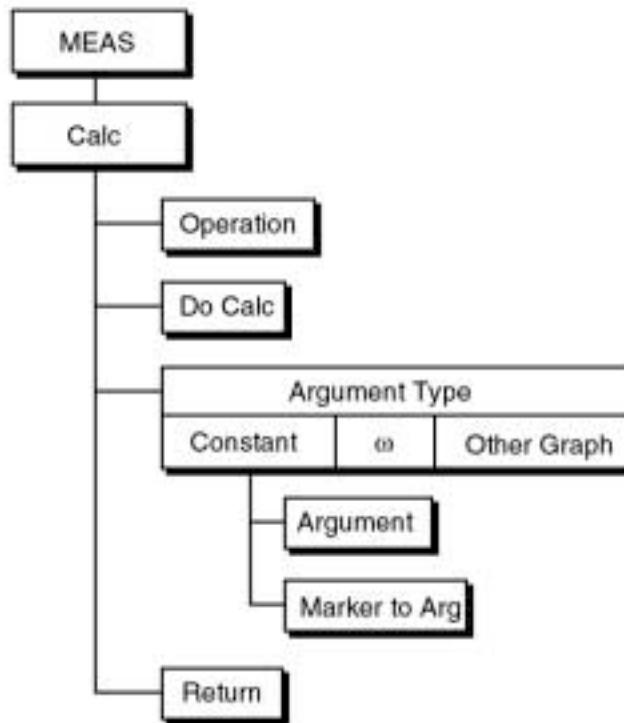 MEAS
Calc
Operation
Do Calc
Argument Type
Constant ω Other Graph
Argument
Marker to Arg
Return